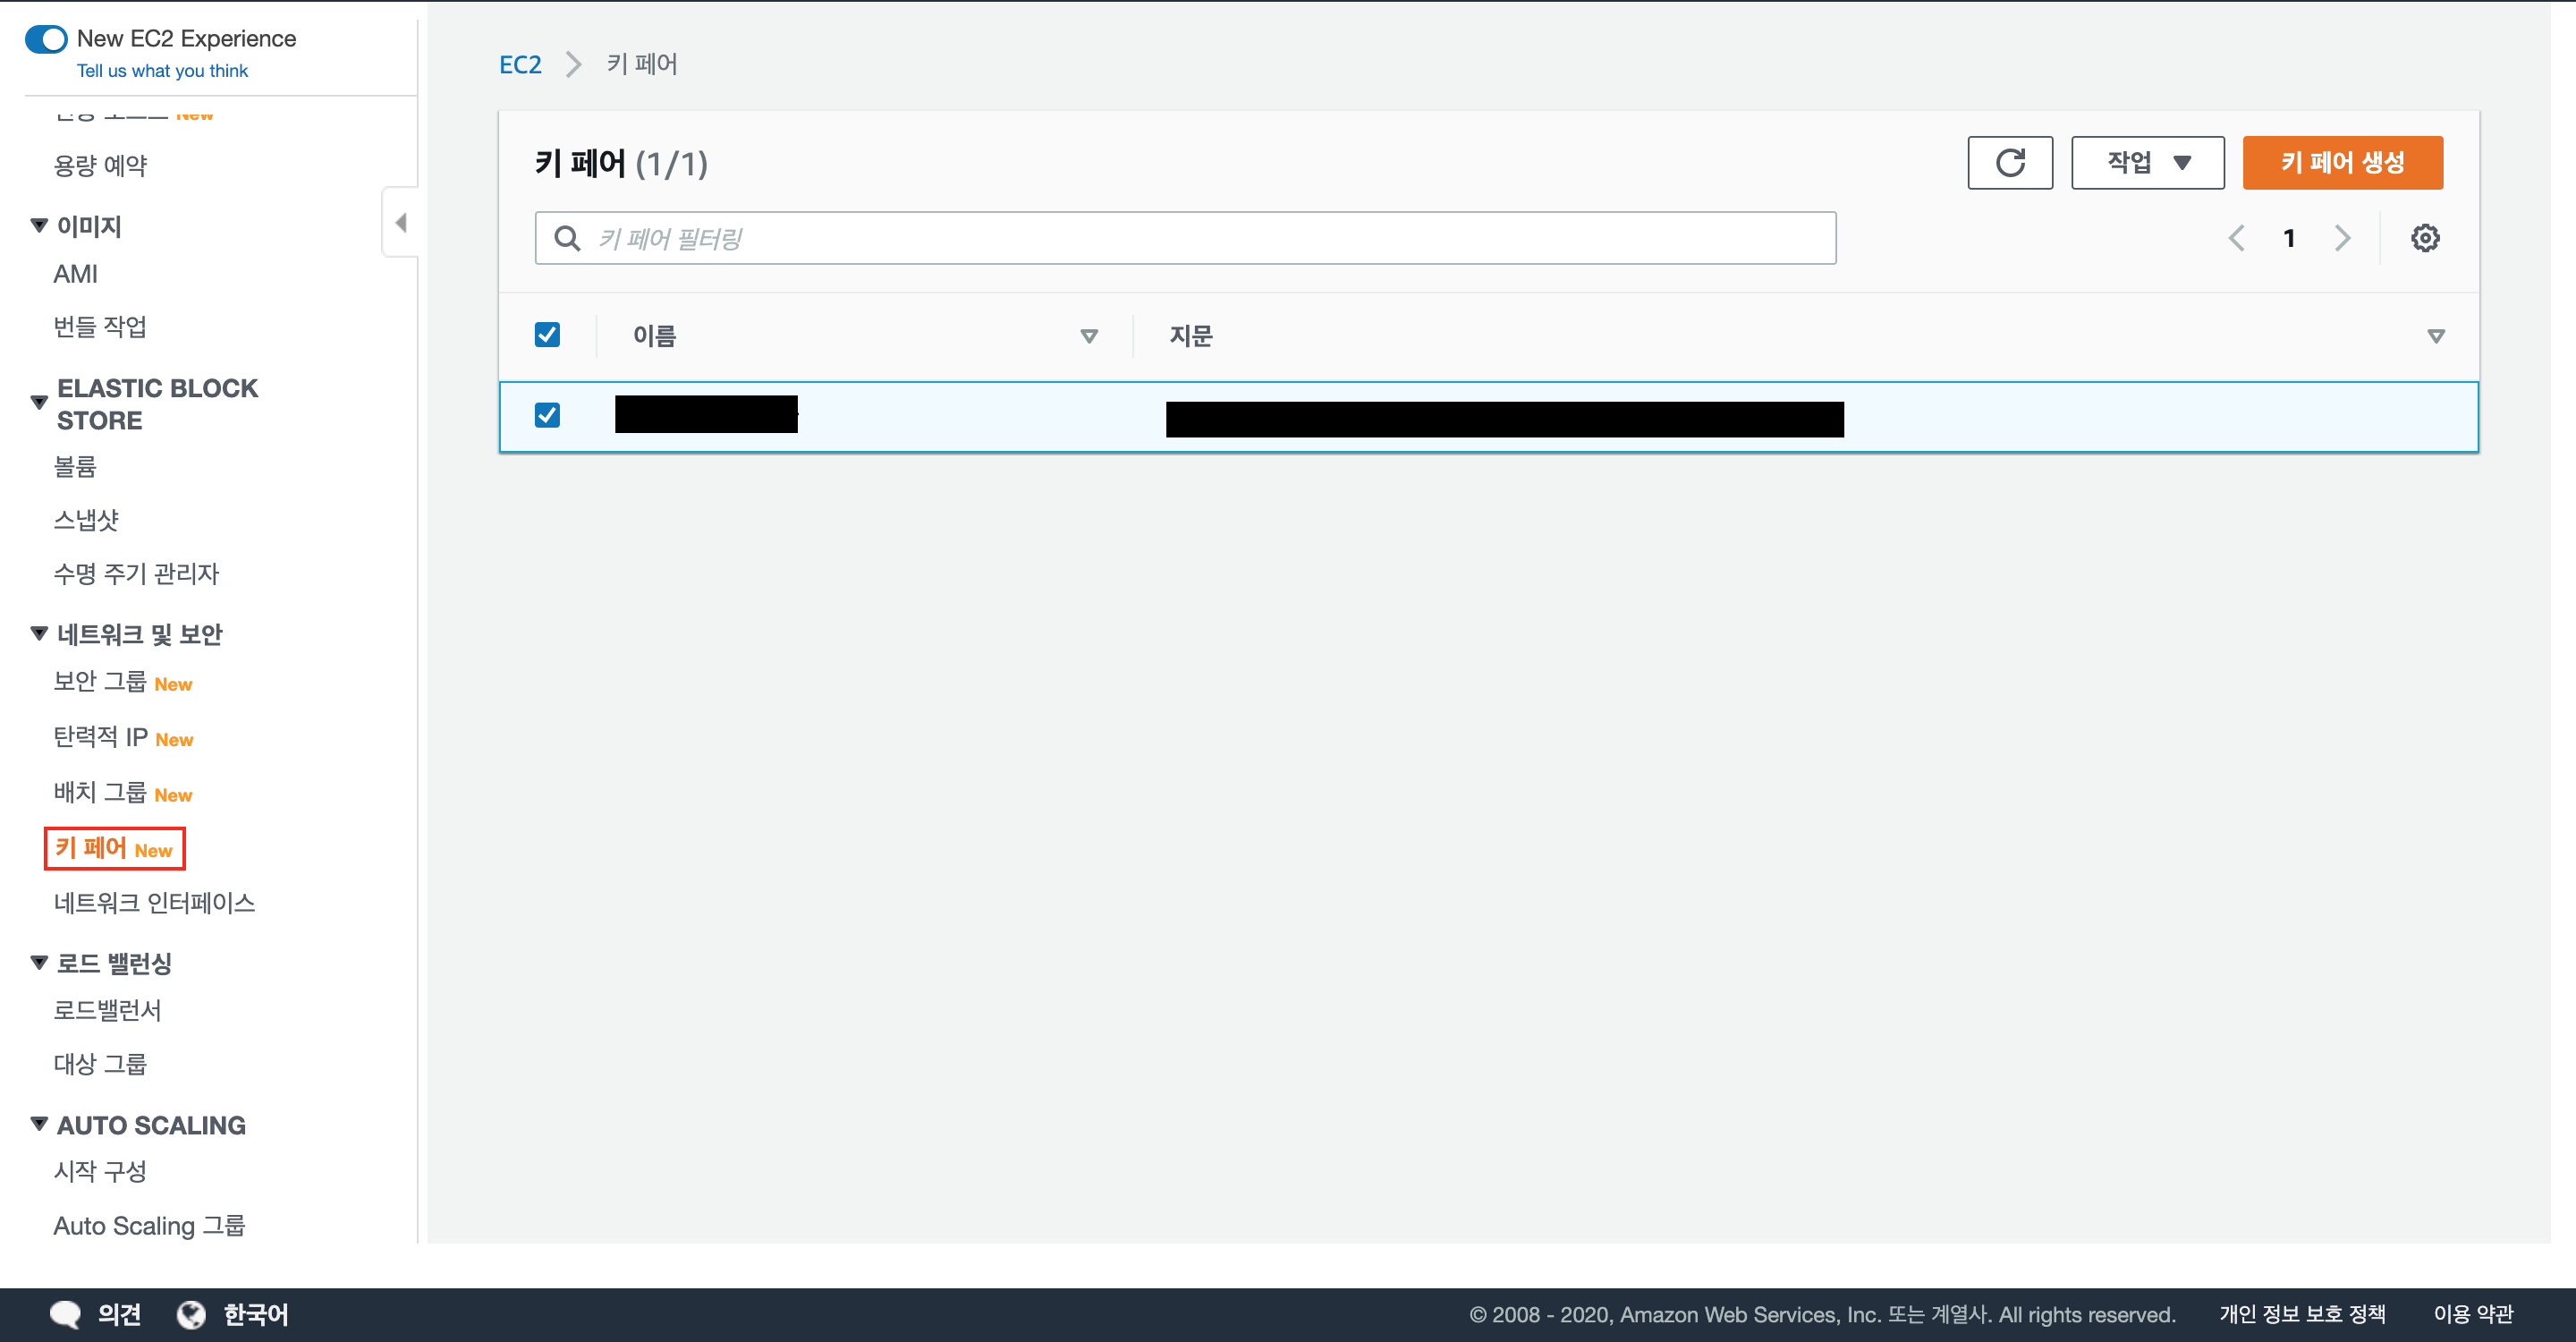 New EC2 Experience
Tell us what you think
New
용량 예약
이미지
AMI
번들 작업
ELASTIC BLOCK
STORE
볼륨
스냅샷
수명 주기 관리자
네트워크 및 보안
보안 그룹 New
탄력적 IP New
배치 그룹 New
키 페어 New
네트워크 인터페이스
로드 밸런싱
로드밸런서
대상 그룹
AUTO SCALING
시작 구성
Auto Scaling 그룹
EC2 키 페어
키 페어 (1/1)
작업
키 페어 생성
키 페어 필터링
1
이름 지문
의견 한국어
© 2008 - 2020, Amazon Web Services, Inc. 또는 계열사. All rights reserved. 개인 정보 보호 정책 이용 약관